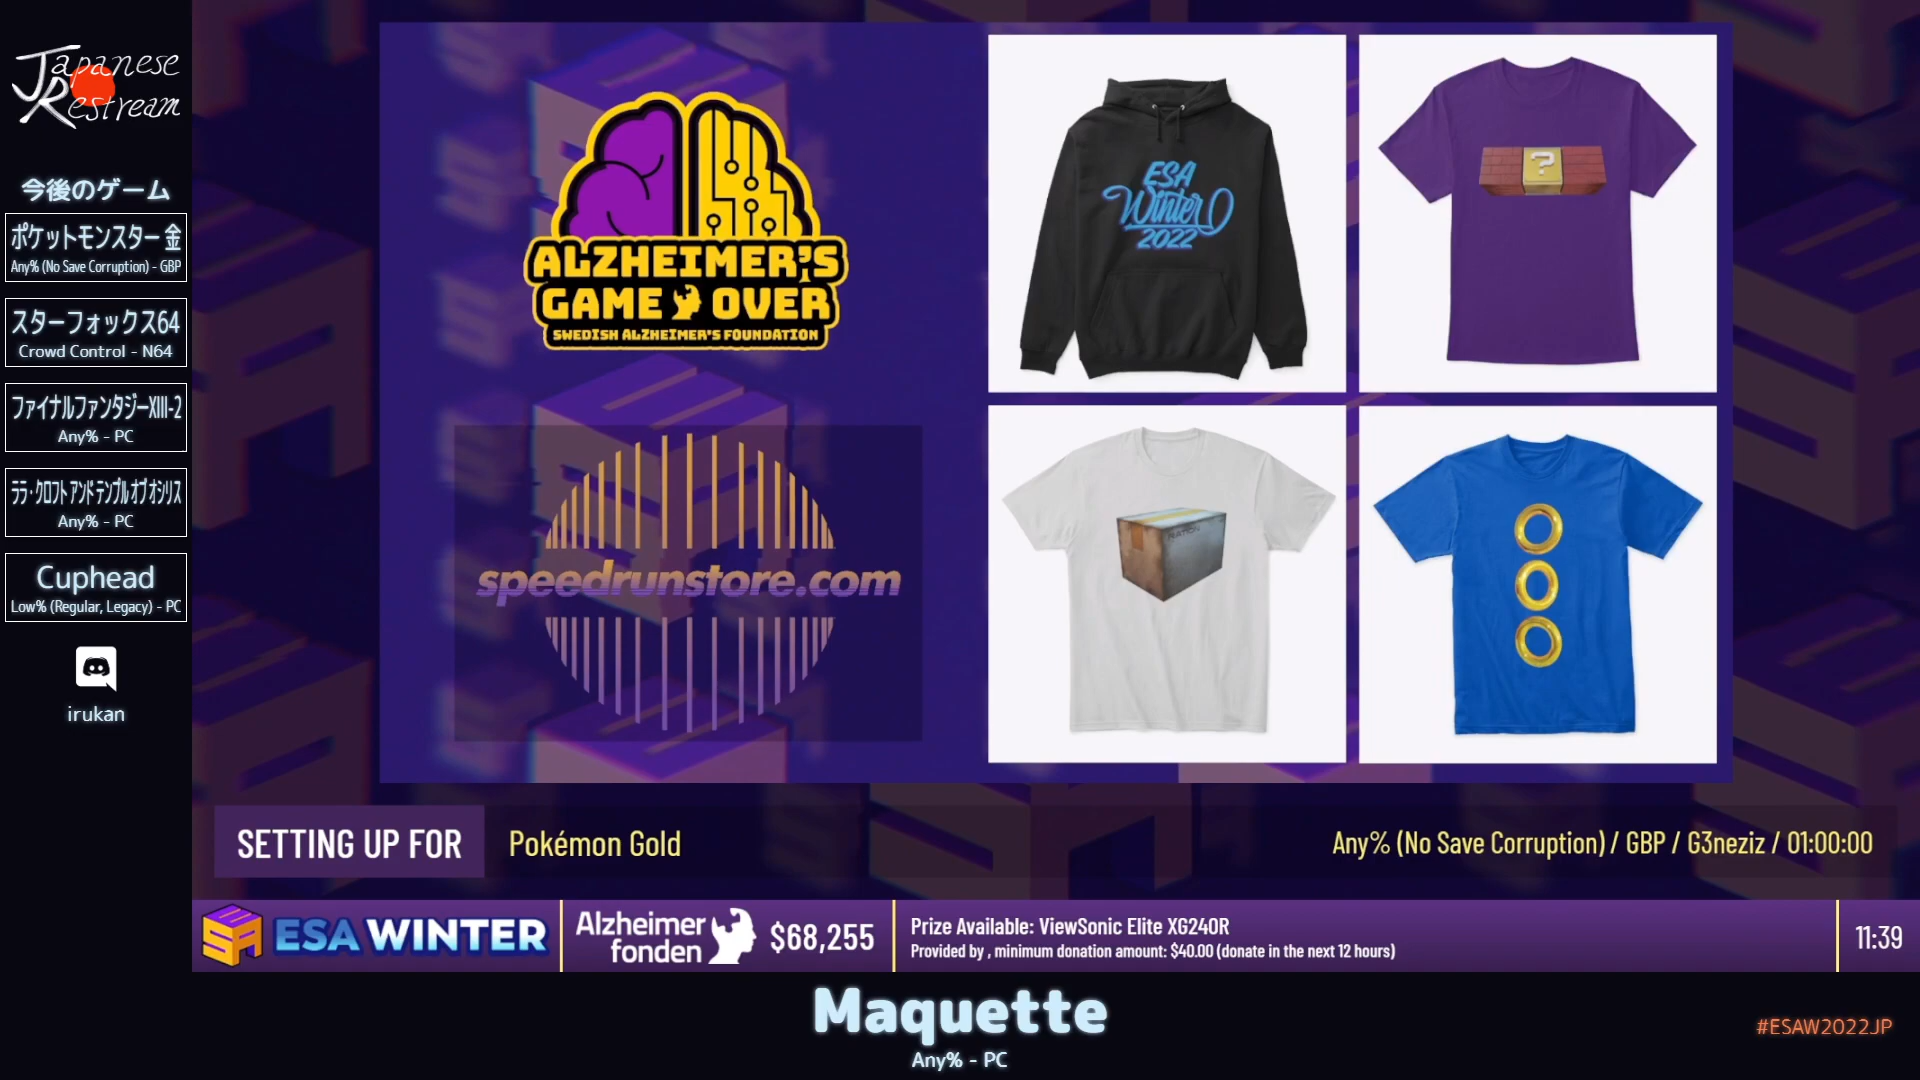 Japanese
Restream
今後のゲーム
ポケットモンスター 金
Any% (No Save Corruption) - GBP
スターフォックス64
Crowd Control - N64
ファイナルファンタジーXIII-2
Any% - PC
ララ・クロフト アンド テンプル オブ オシリス
Any% - PC
Cuphead
Low% (Regular, Legacy) - PC
irukan
ALZHEIMER'S
GAME OVER
SWEDISH ALZHEIMER'S FOUNDATION
speedrunstore.com
ESA
Winter
2022
?
RATION
SETTING UP FOR
Pokémon Gold
Any% (No Save Corruption) / GBP / G3neziz / 01:00:00
ESA WINTER
Alzheimer
fonden
$68,255
Prize Available: ViewSonic Elite XG240R
Provided by , minimum donation amount: $40.00 (donate in the next 12 hours)
11:39
Maquette
Any% - PC
#ESAW2022JP